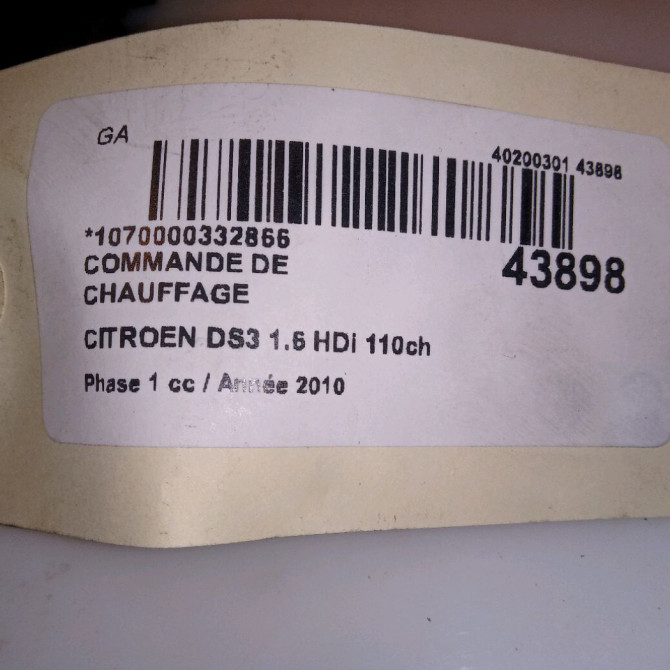 GA
40200301 43898
*1070000332866
COMMANDE DE
CHAUFFAGE
43898
CITROEN DS3 1.6 HDi 110ch
Phase 1 cc / Année 2010